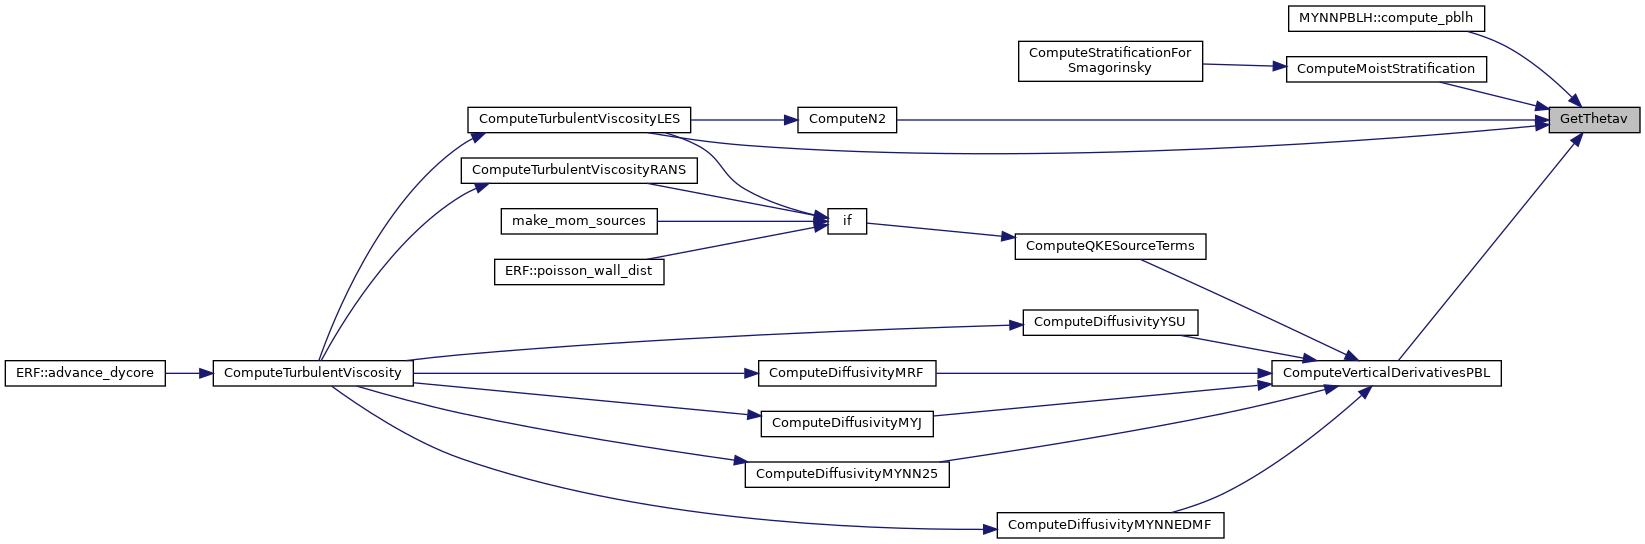 MYNNPBLH::compute_pblh
ComputeStratificationFor
Smagorinsky
ComputeMoistStratification
ComputeTurbulentViscosityLES
ComputeN2
GetThetav
ComputeTurbulentViscosityRANS
make_mom_sources
if
ComputeQKESourceTerms
ERF::poisson_wall_dist
ComputeDiffusivityYSU
ERF::advance_dycore
ComputeTurbulentViscosity
ComputeDiffusivityMRF
ComputeVerticalDerivativesPBL
ComputeDiffusivityMYJ
ComputeDiffusivityMYNN25
ComputeDiffusivityMYNNEDMF